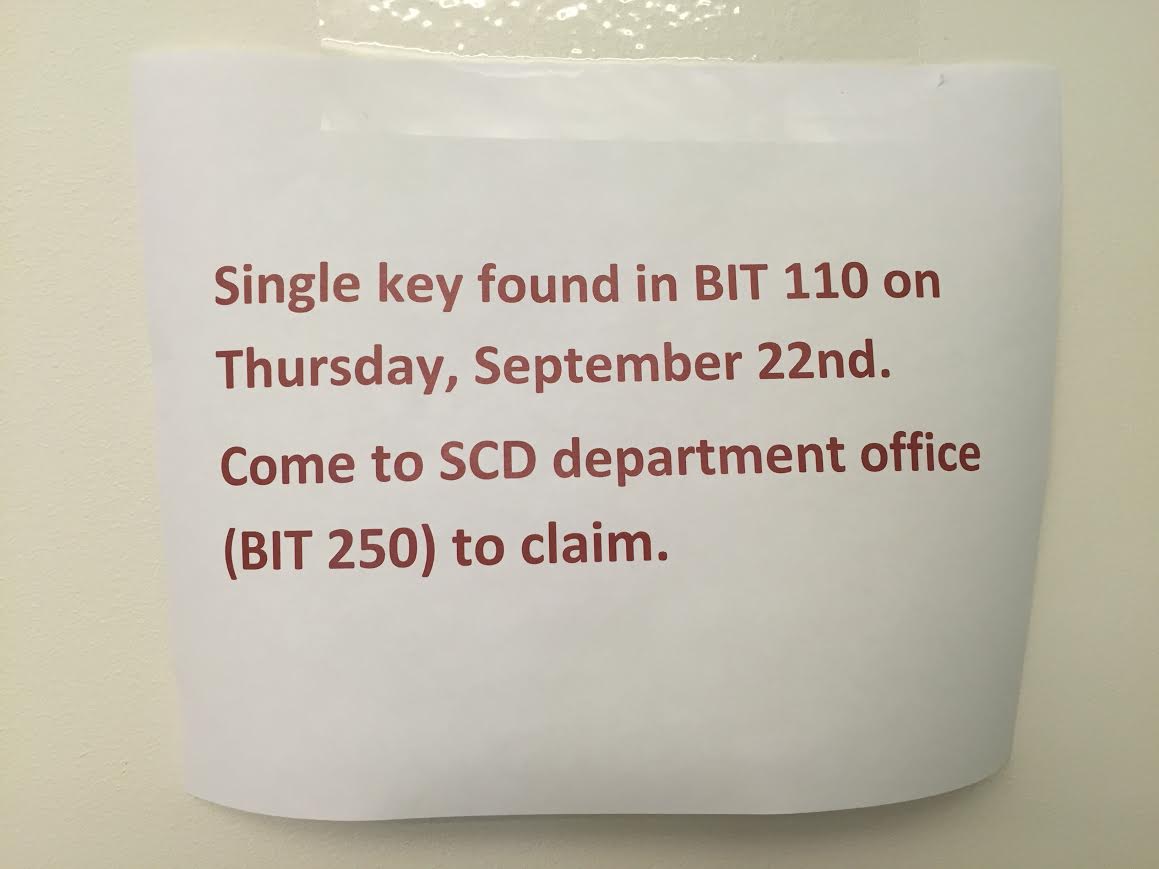 Single key found in BIT 110 on
Thursday, September 22nd.
Come to SCD department office
(BIT 250) to claim.